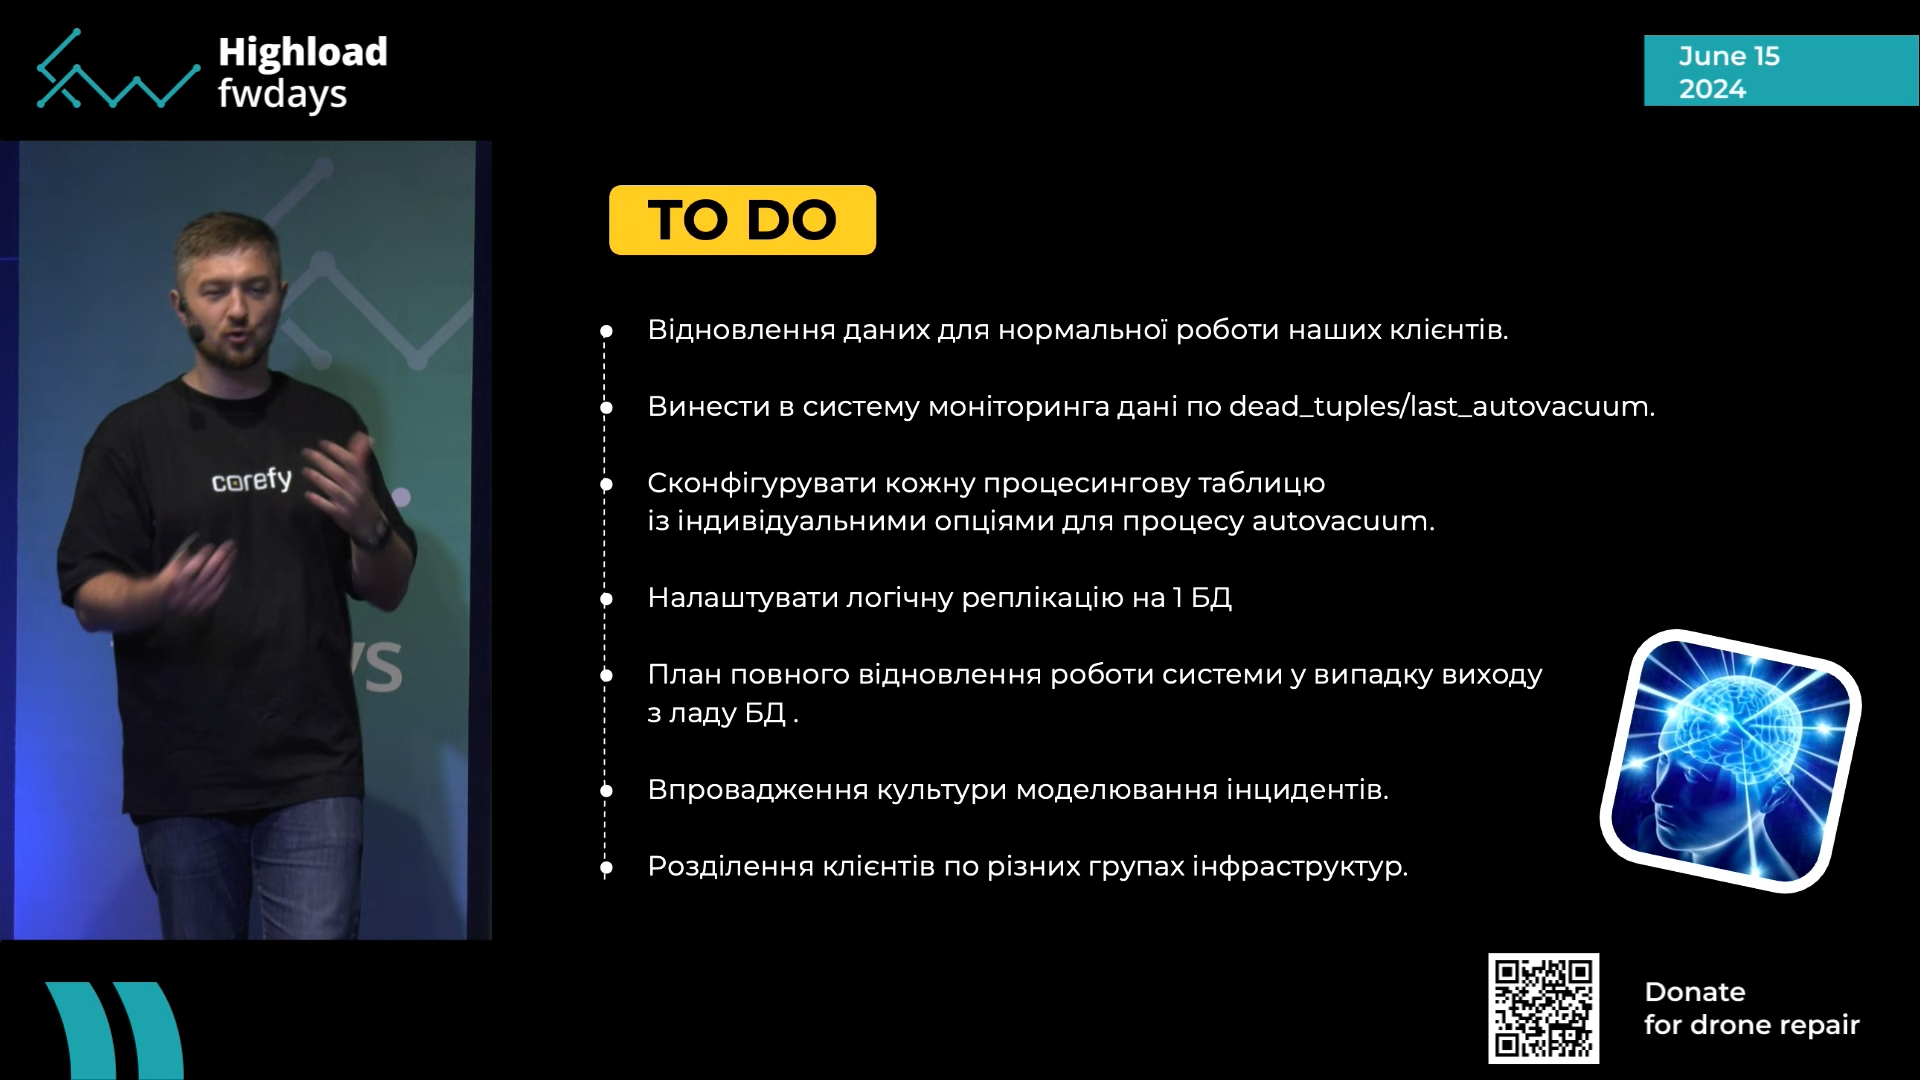 Highload
fwdays
June 15
2024
TO DO
corefy
Відновлення даних для нормальної роботи наших клієнтів.
Винести в систему моніторинга дані по dead_tuples/last_autovacuum.
Сконфігурувати кожну процесингову таблицю
із індивідуальними опціями для процесу autovacuum.
Налаштувати логічну реплікацію на 1 БД
План повного відновлення роботи системи у випадку виходу
з ладу БД .
Впровадження культури моделювання інцидентів.
Розділення клієнтів по різних групах інфраструктур.
Donate
for drone repair